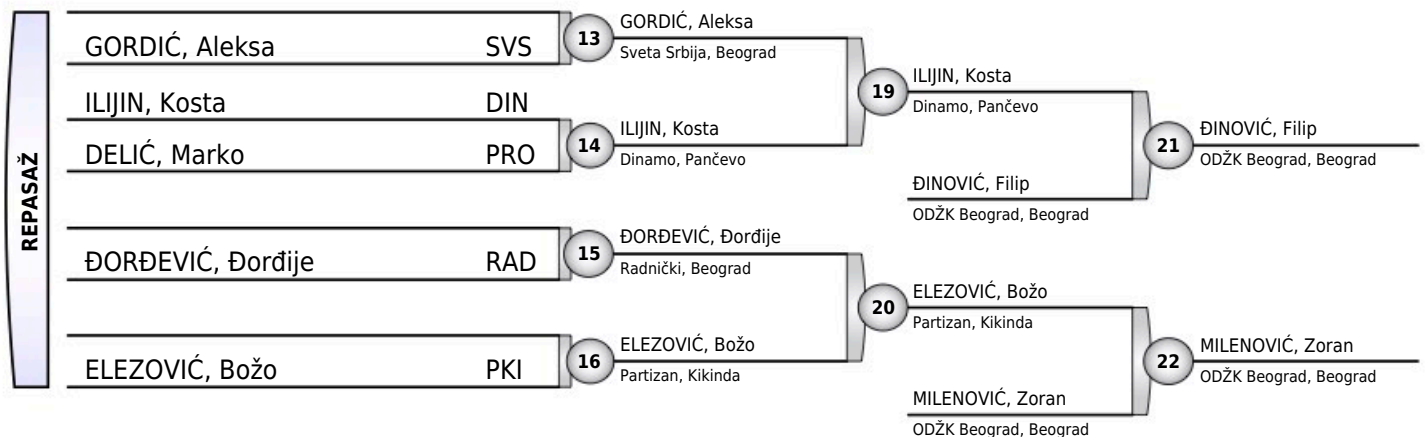 REPASAŽ
GORDIĆ, Aleksa SVS
ILIJIN, Kosta DIN
DELIĆ, Marko PRO
ĐORĐEVIĆ, Đorđije RAD
ELEZOVIĆ, Božo PKI
13
GORDIĆ, Aleksa
Sveta Srbija, Beograd
14
ILIJIN, Kosta
Dinamo, Pančevo
15
ĐORĐEVIĆ, Đorđije
Radnički, Beograd
16
ELEZOVIĆ, Božo
Partizan, Kikinda
19
ILIJIN, Kosta
Dinamo, Pančevo
ĐINOVIĆ, Filip
ODŽK Beograd, Beograd
20
ELEZOVIĆ, Božo
Partizan, Kikinda
MILENOVIĆ, Zoran
ODŽK Beograd, Beograd
21
ĐINOVIĆ, Filip
ODŽK Beograd, Beograd
22
MILENOVIĆ, Zoran
ODŽK Beograd, Beograd